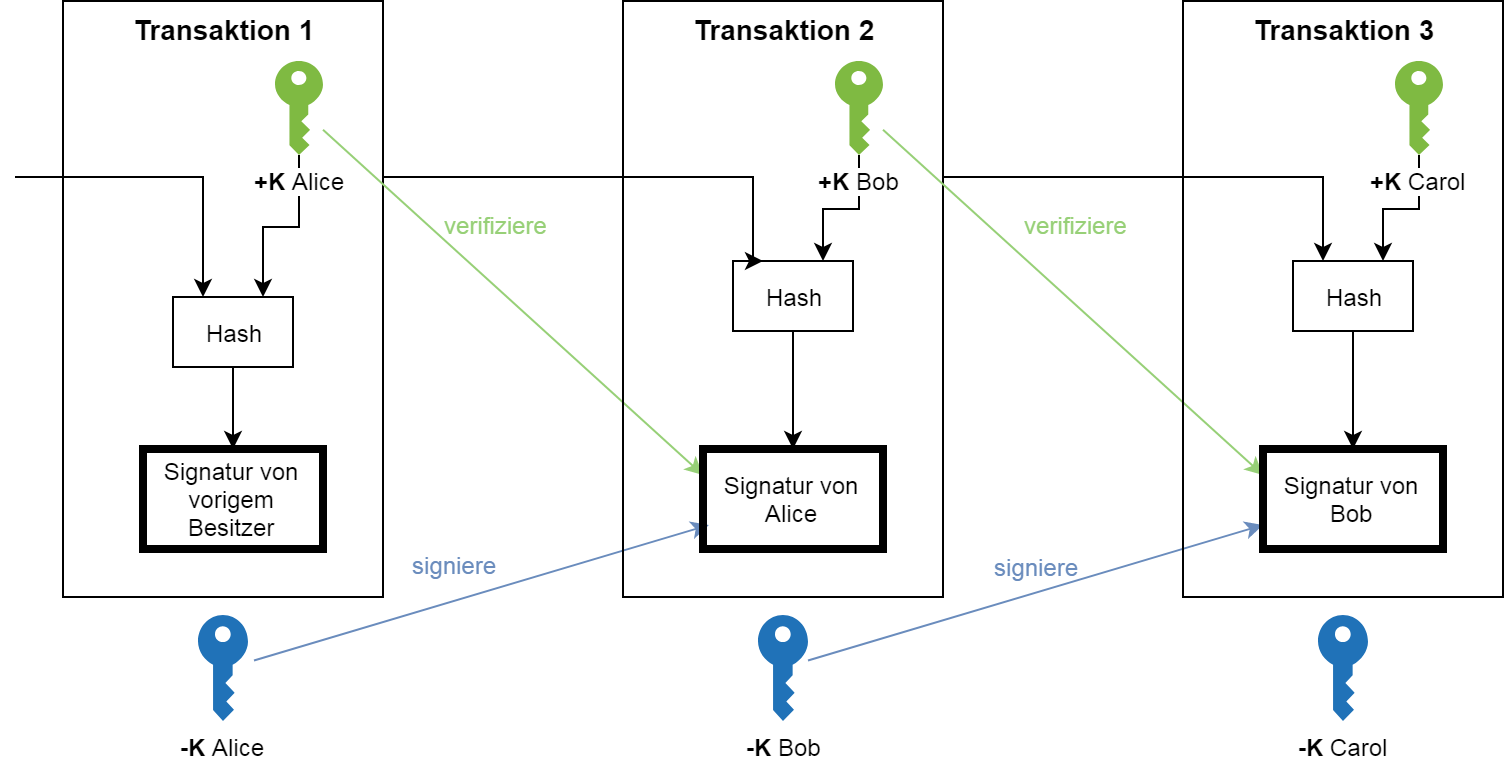 Transaktion 1
Transaktion 2
Transaktion 3
+K Alice
+K Bob
+K Carol
verifiziere
verifiziere
Hash
Hash
Hash
Signatur von
vorigem
Besitzer
Signatur von
Alice
Signatur von
Bob
signiere
signiere
-K Alice
-K Bob
-K Carol